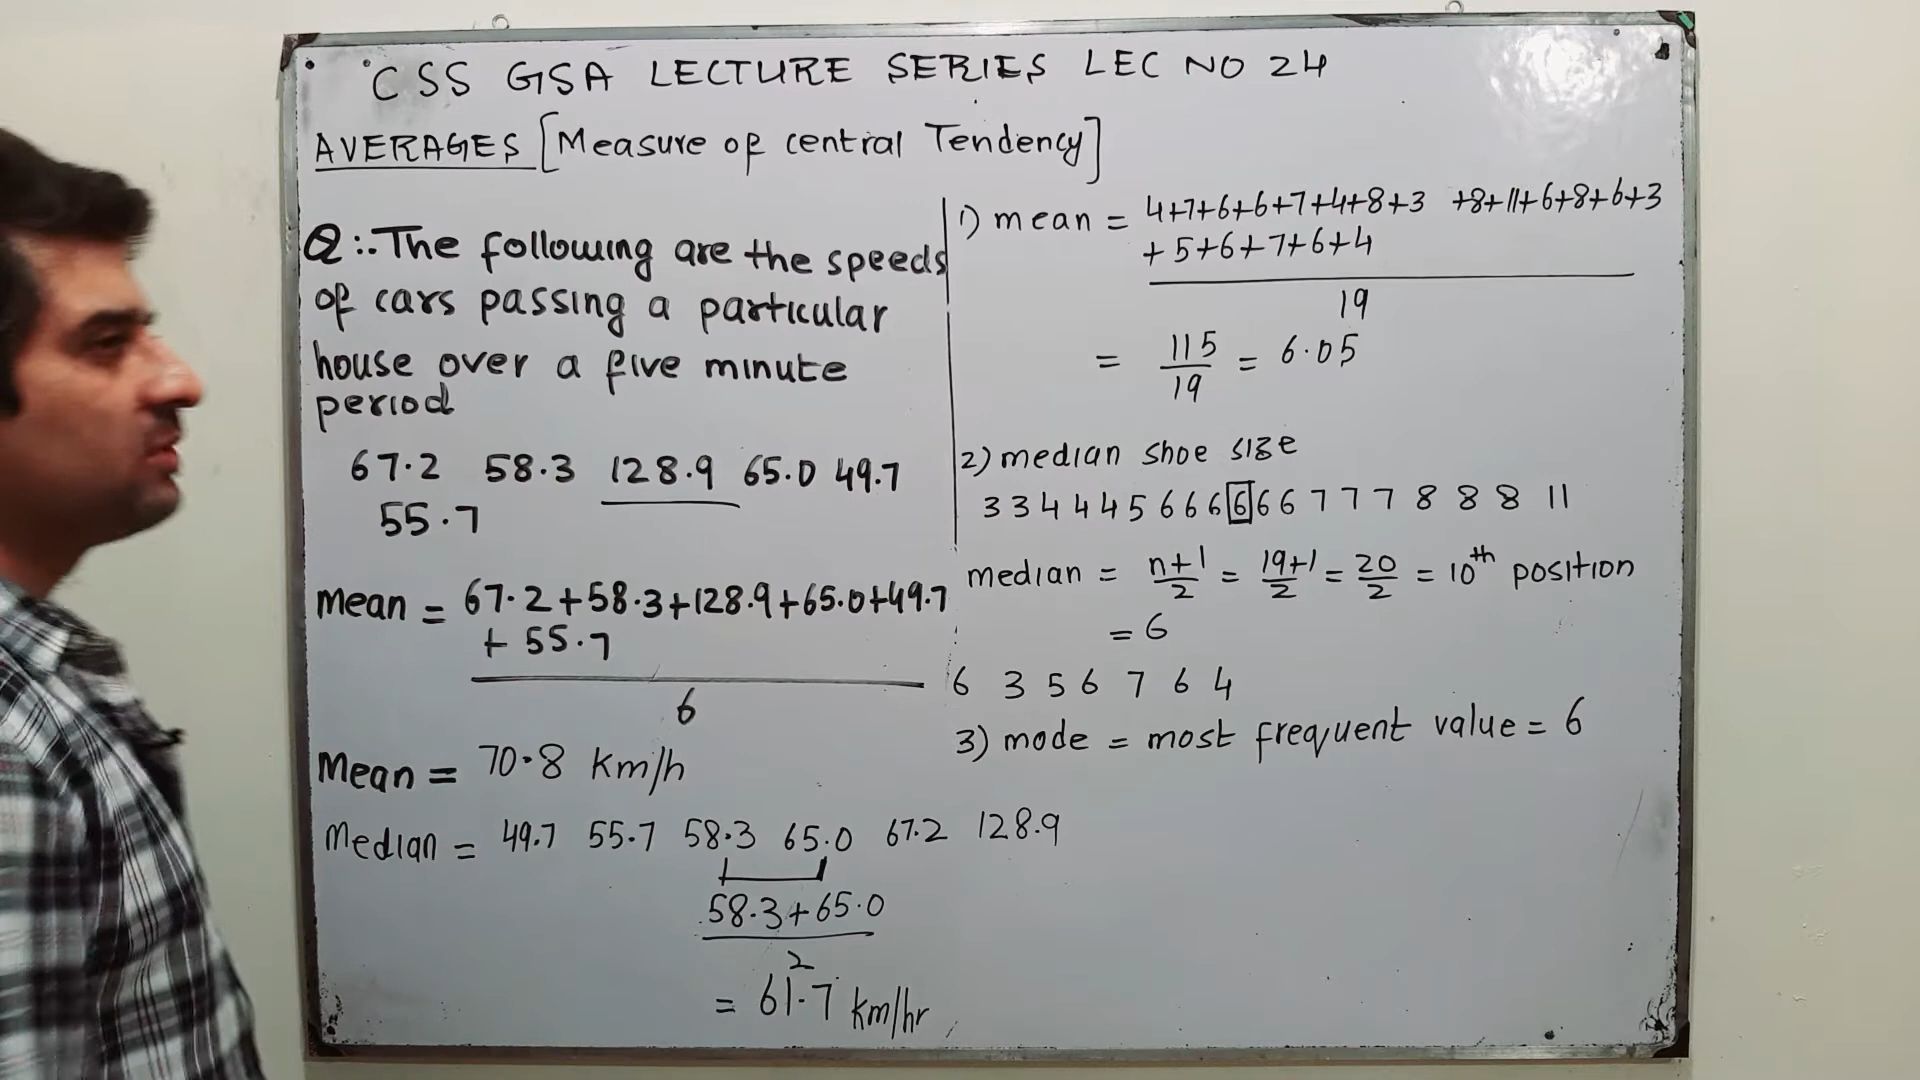 CSS GSA LECTURE SERIES LEC NO 24
AVERAGES [Measure of central Tendency]
Q:. The following are the speeds
of cars passing a particular
house over a five minute
period
67.2 58.3 128.9 65.0 49.7
55.7
Mean = 67.2+58.3+128.9+65.0+49.7
+ 55.7
6
Mean = 70.8 km/h
Median = 49.7 55.7 58.3 65.0 67.2 128.9
58.3+65.0
2
= 61.7 km/hr
1) mean = 4+7+6+6+7+4+8+3 +8+11+6+8+6+3
+5+6+7+6+4
19
= 115/19 = 6.05
2) median shoe size
3 3 4 4 4 5 6 6 6 6 6 6 7 7 7 8 8 8 11
median = n+1/2 = 19+1/2 = 20/2 = 10th position
= 6
6 3 5 6 7 6 4
3) mode = most frequent value = 6